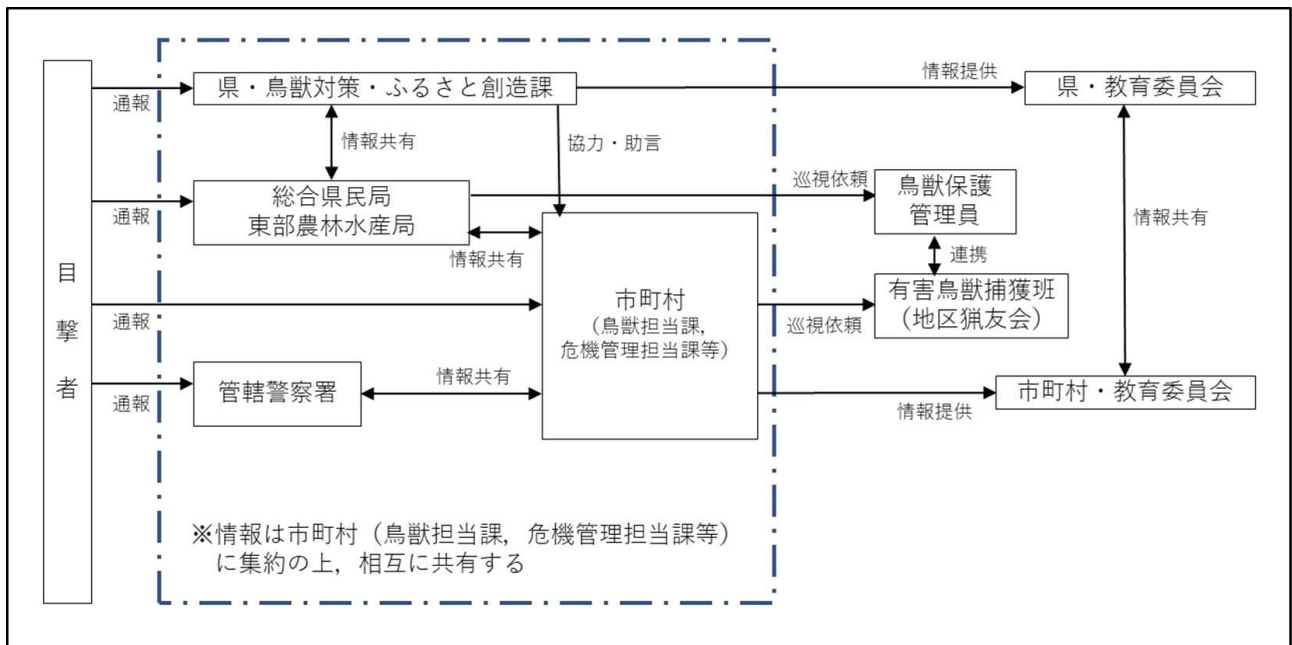 目撃者
通報
県・鳥獣対策・ふるさと創造課
情報提供
県・教育委員会
情報共有
協力・助言
通報
総合県民局
東部農林水産局
巡視依頼
鳥獣保護
管理員
情報共有
情報共有
連携
通報
市町村
（鳥獣担当課，
危機管理担当課等）
巡視依頼
有害鳥獣捕獲班
（地区猟友会）
通報
管轄警察署
情報共有
情報提供
市町村・教育委員会
※情報は市町村（鳥獣担当課，危機管理担当課等）
に集約の上，相互に共有する